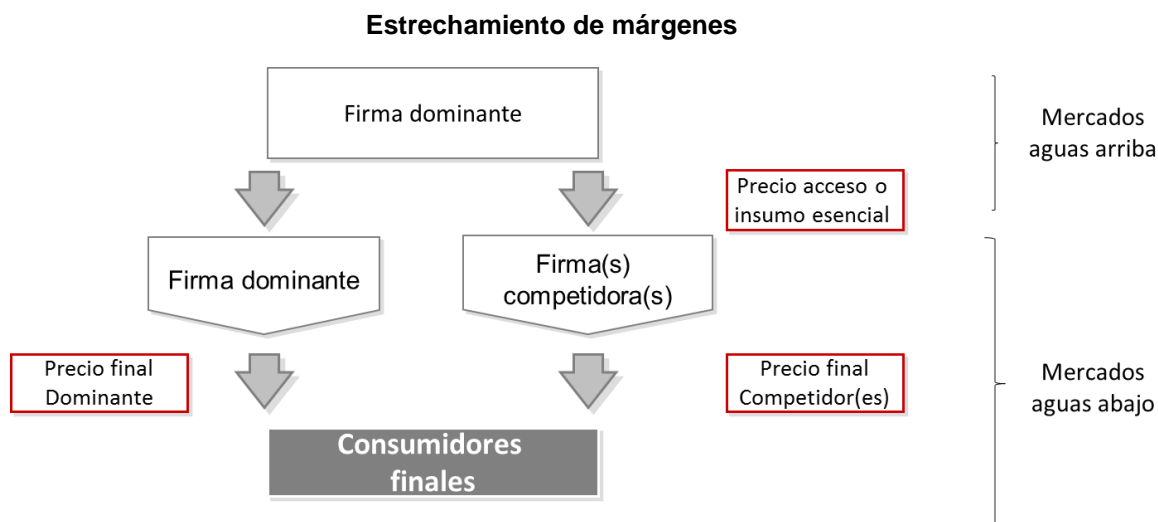 Estrechamiento de márgenes
Firma dominante
Mercados
aguas arriba
Precio acceso o
insumo esencial
Firma dominante
Firma(s)
competidora(s)
Precio final
Dominante
Precio final
Competidor(es)
Mercados
aguas abajo
Consumidores
finales